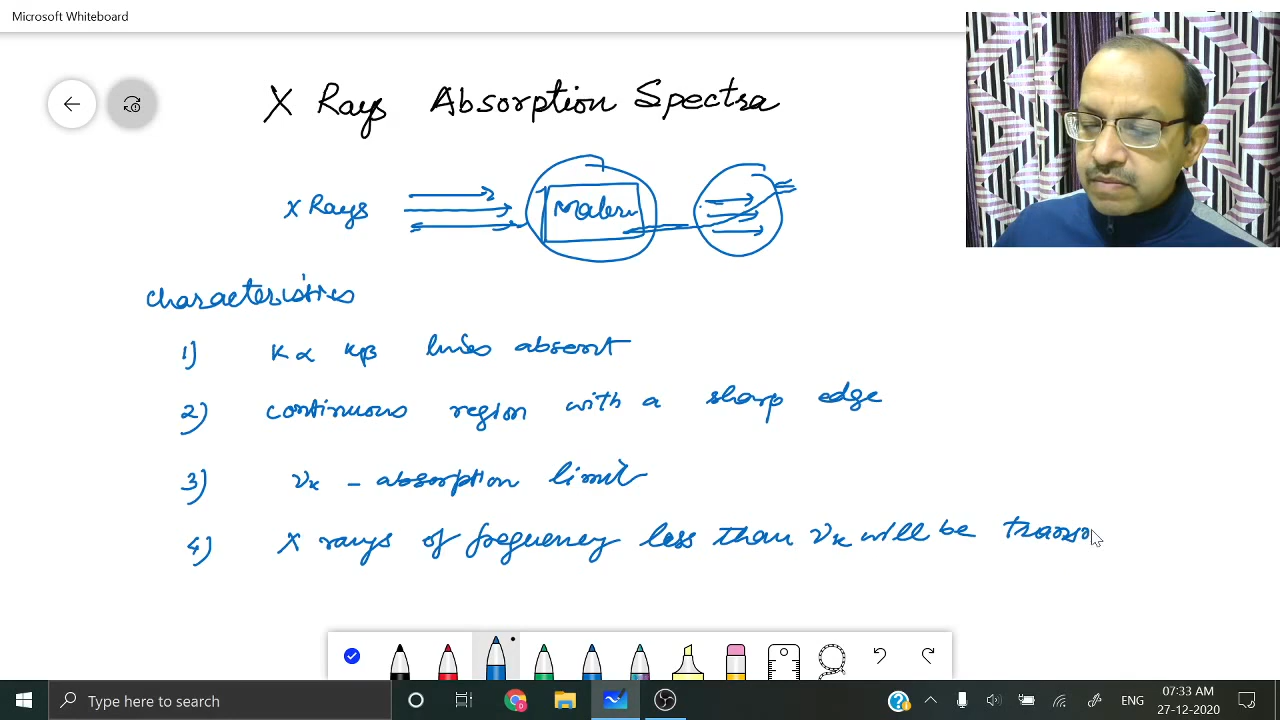 Microsoft Whiteboard
X Rays Absorption Spectra
X Rays
Materi
characteristics
1) Kα Kβ lines absent
2) continuous region with a sharp edge
3) νk - absorption limit
4) X rays of frequency less than νk will be transm
Type here to search
ENG
07:33 AM
27-12-2020